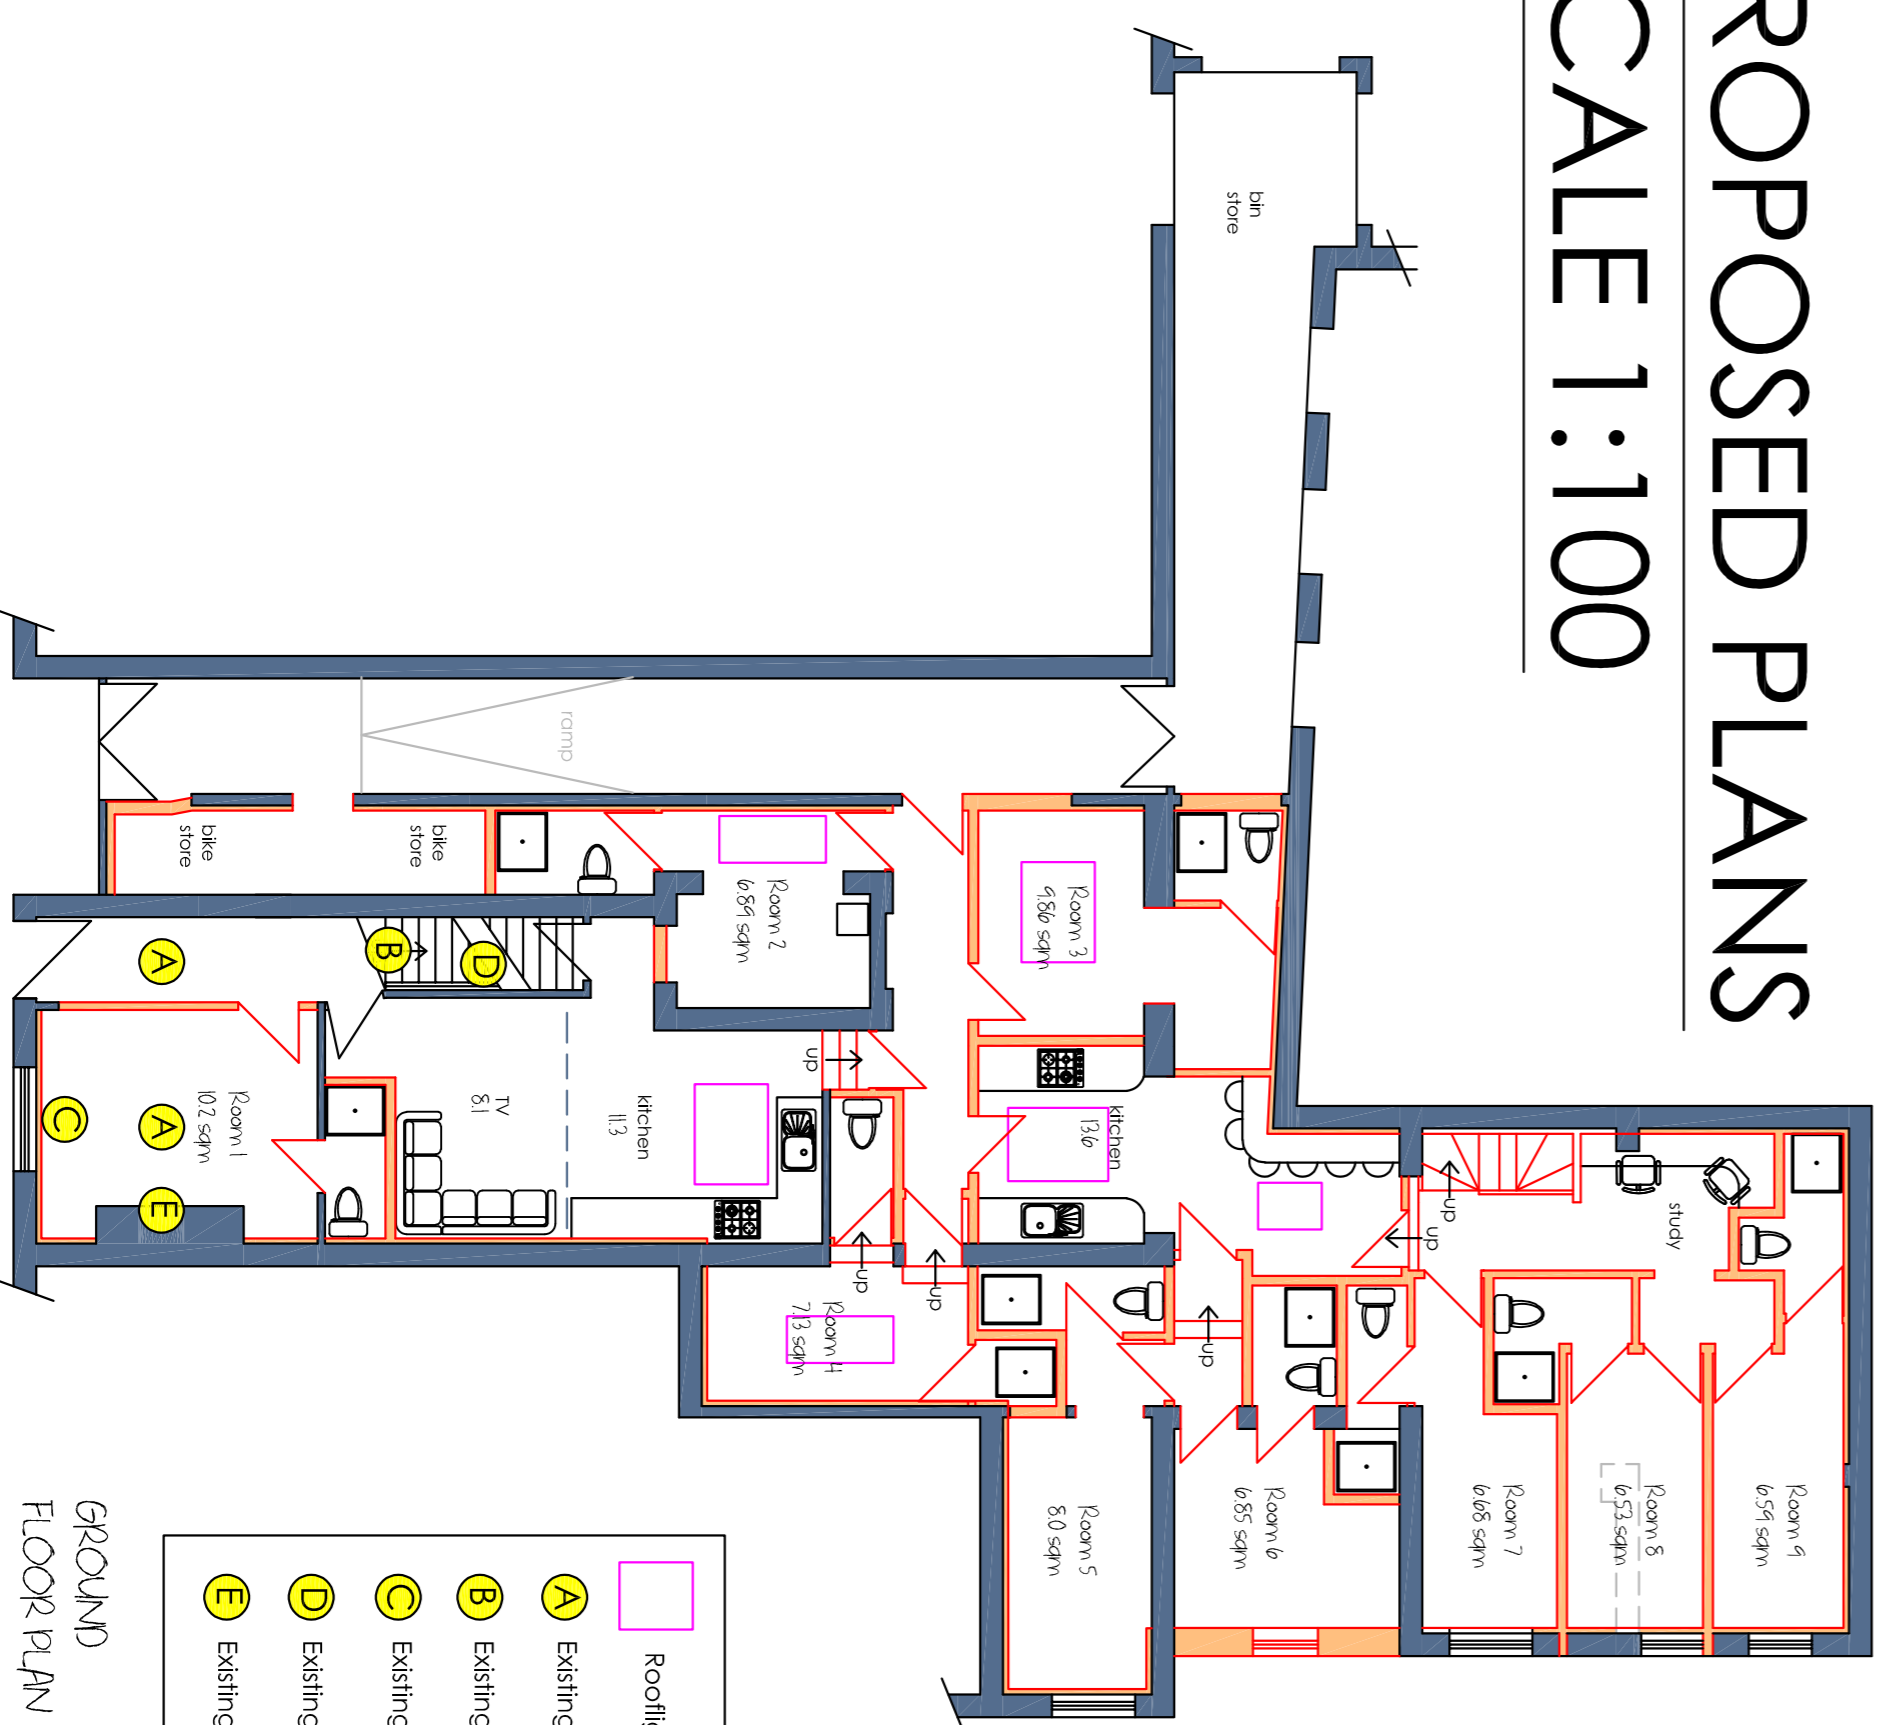 ROPOSED PLANS
CALE 1:100
bin
store
ramp
bike
store
bike
store
Room 1
10.2 sqm
Room 2
6.89 sqm
Room 3
9.86 sqm
kitchen
13.6
kitchen
11.3
TV
8.1
up
up
up
up
up
up
study
Room 4
7.13 sqm
Room 5
8.0 sqm
Room 6
6.85 sqm
Room 7
6.68 sqm
Room 8
6.53 sqm
Room 9
6.59 sqm
A
B
D
A
C
E
Rooflig
A Existing
B Existing
C Existing
D Existing
E Existing
GROUND
FLOOR PLAN